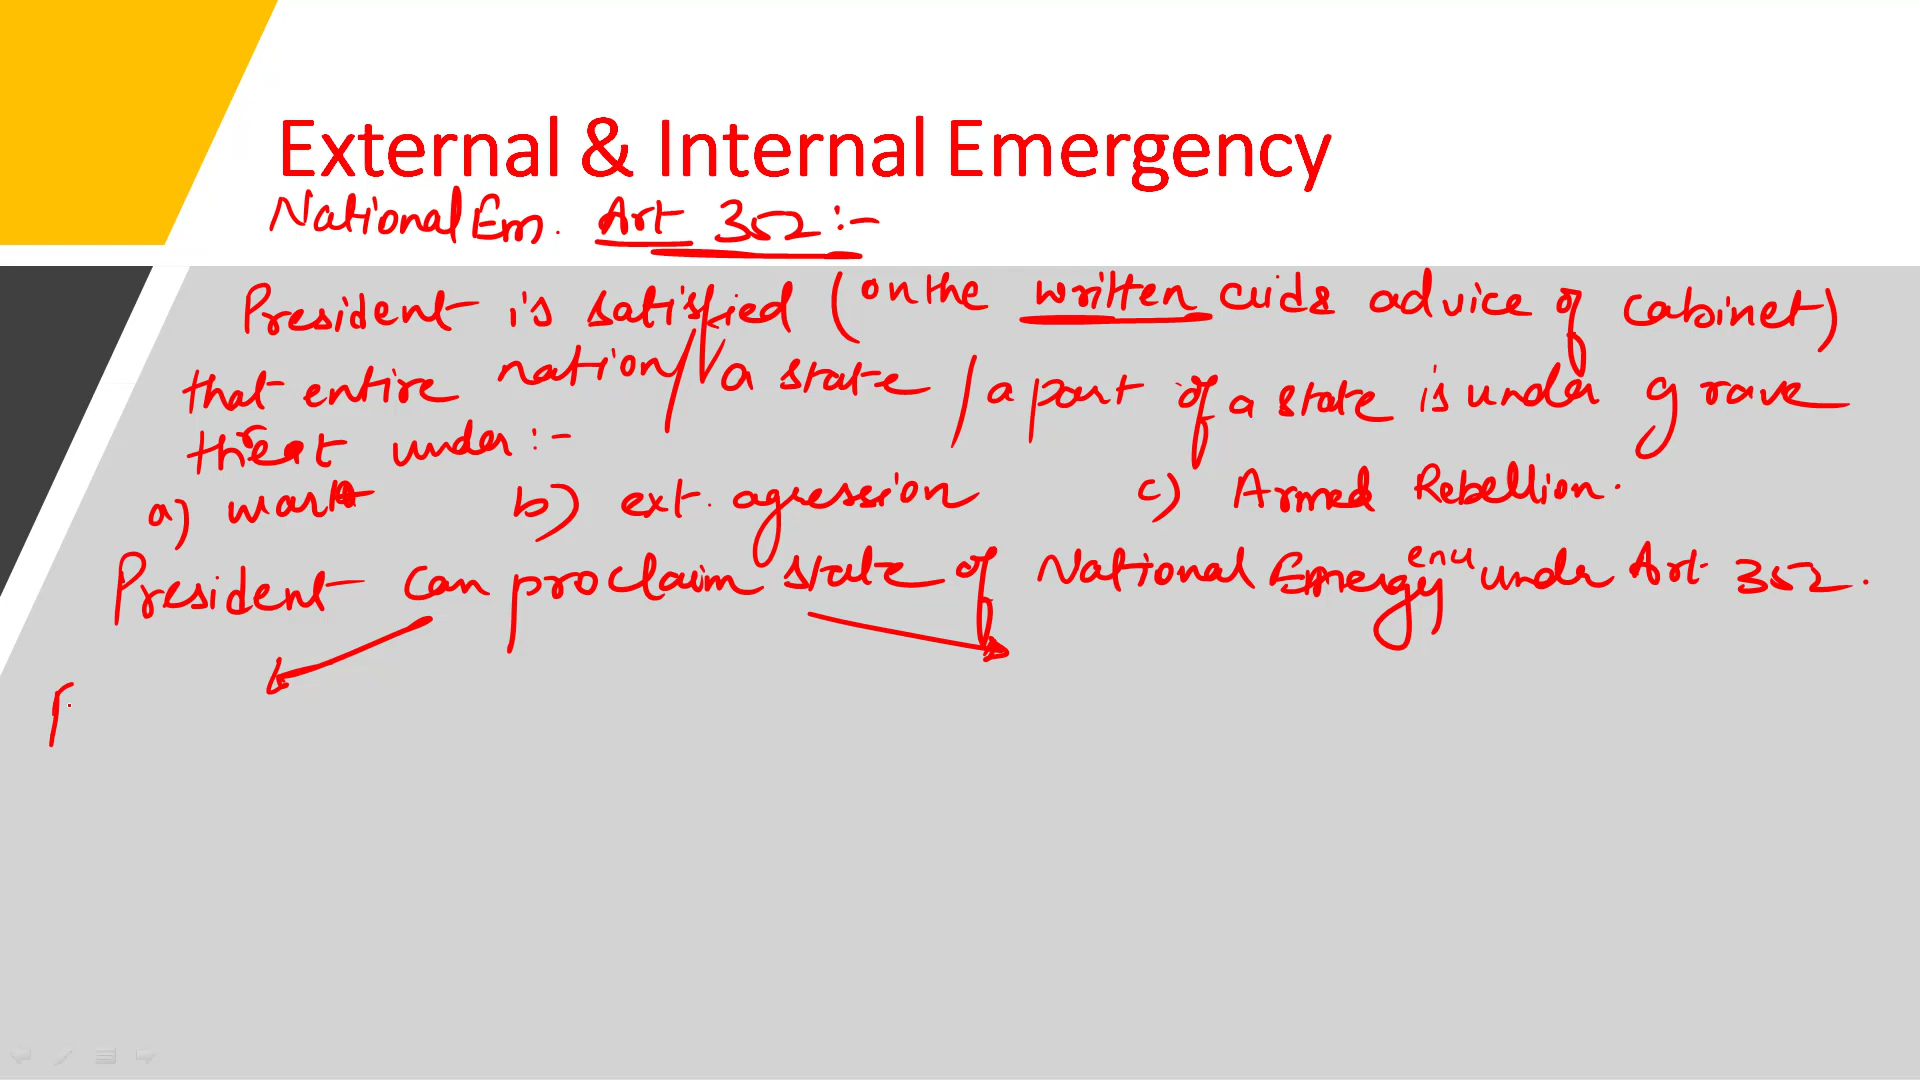 External & Internal Emergency
National Em. Art 352 :-
President is satisfied (on the written aid & advice of cabinet)
that entire nation / a state / a part of a state is under grave
threat under :-
a) war b) ext. agression c) Armed Rebellion.
President can proclaim state of National Emergency under Art 352.